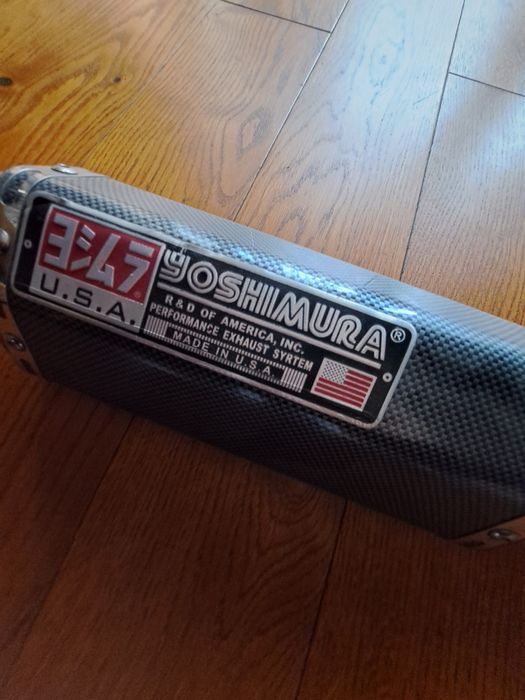 ヨシムラ
U.S.A.
YOSHIMURA®
R & D OF AMERICA, INC.
PERFORMANCE EXHAUST SYRTEM
MADE IN U.S.A.